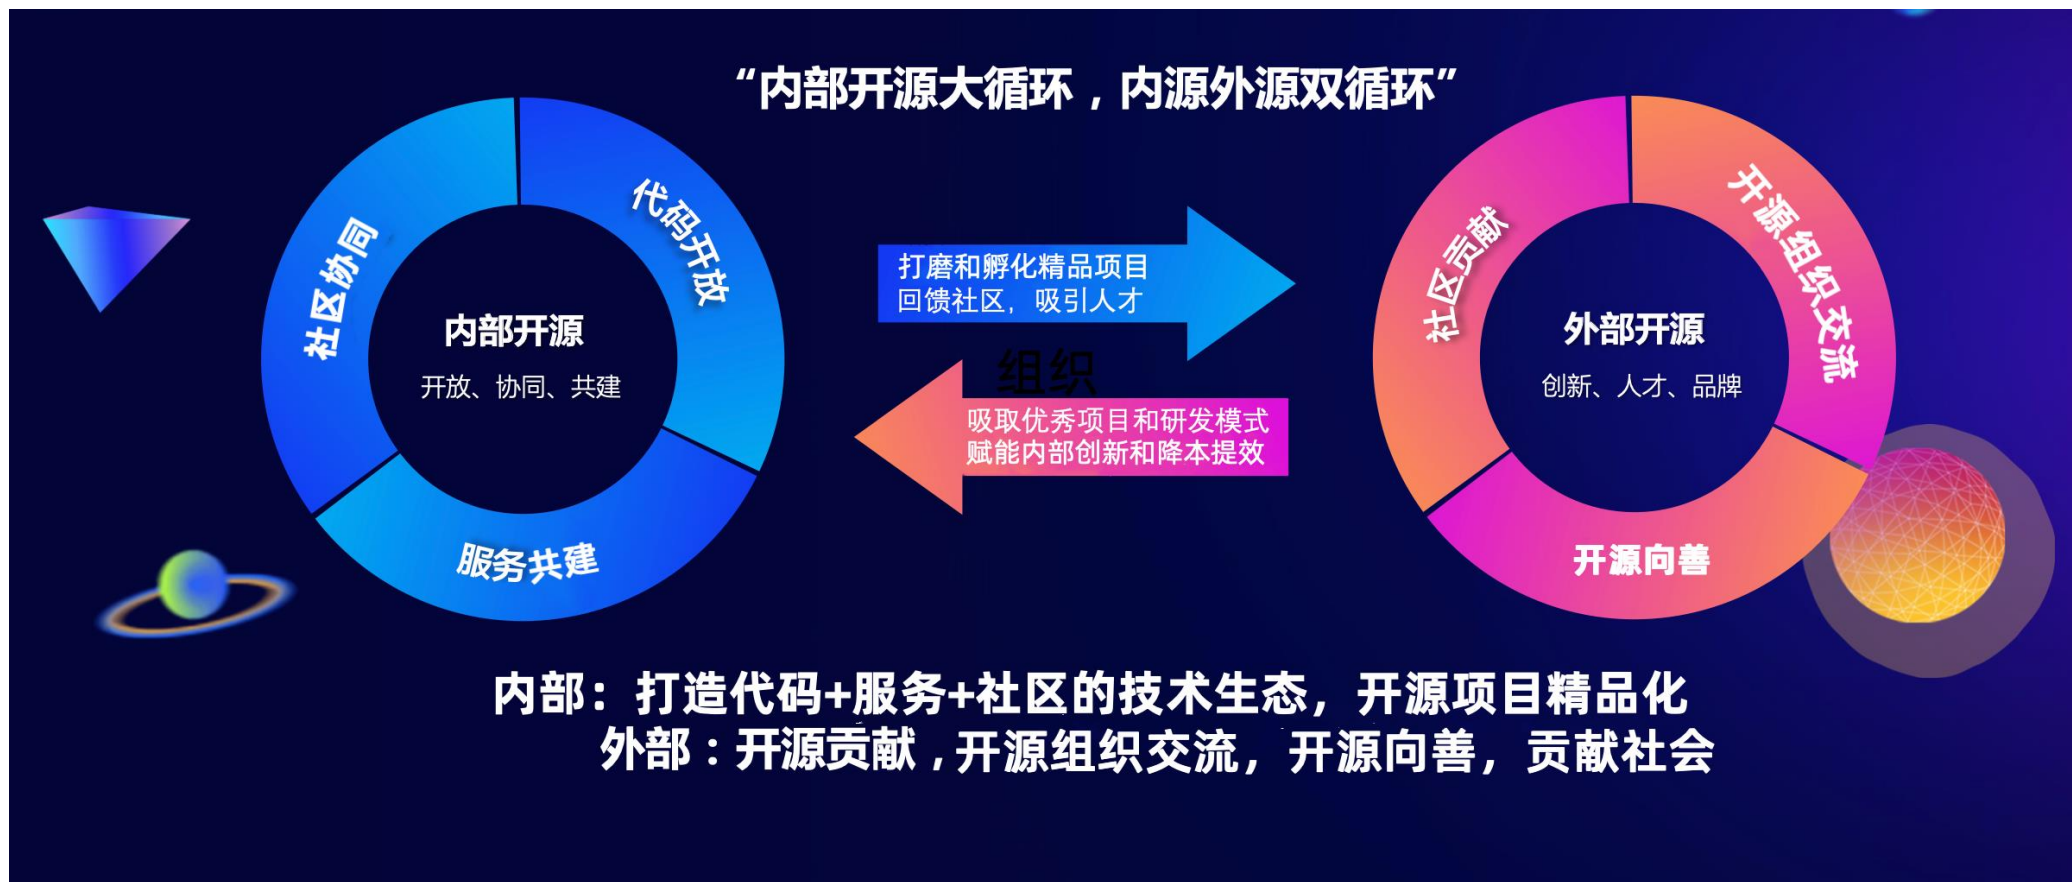 “内部开源大循环，内源外源双循环”
社区协同
代码开放
服务共建
内部开源
开放、协同、共建
打磨和孵化精品项目
回馈社区，吸引人才
组织
吸取优秀项目和研发模式
赋能内部创新和降本提效
社区贡献
开源组织交流
开源向善
外部开源
创新、人才、品牌
内部：打造代码+服务+社区的技术生态，开源项目精品化
外部：开源贡献，开源组织交流，开源向善，贡献社会